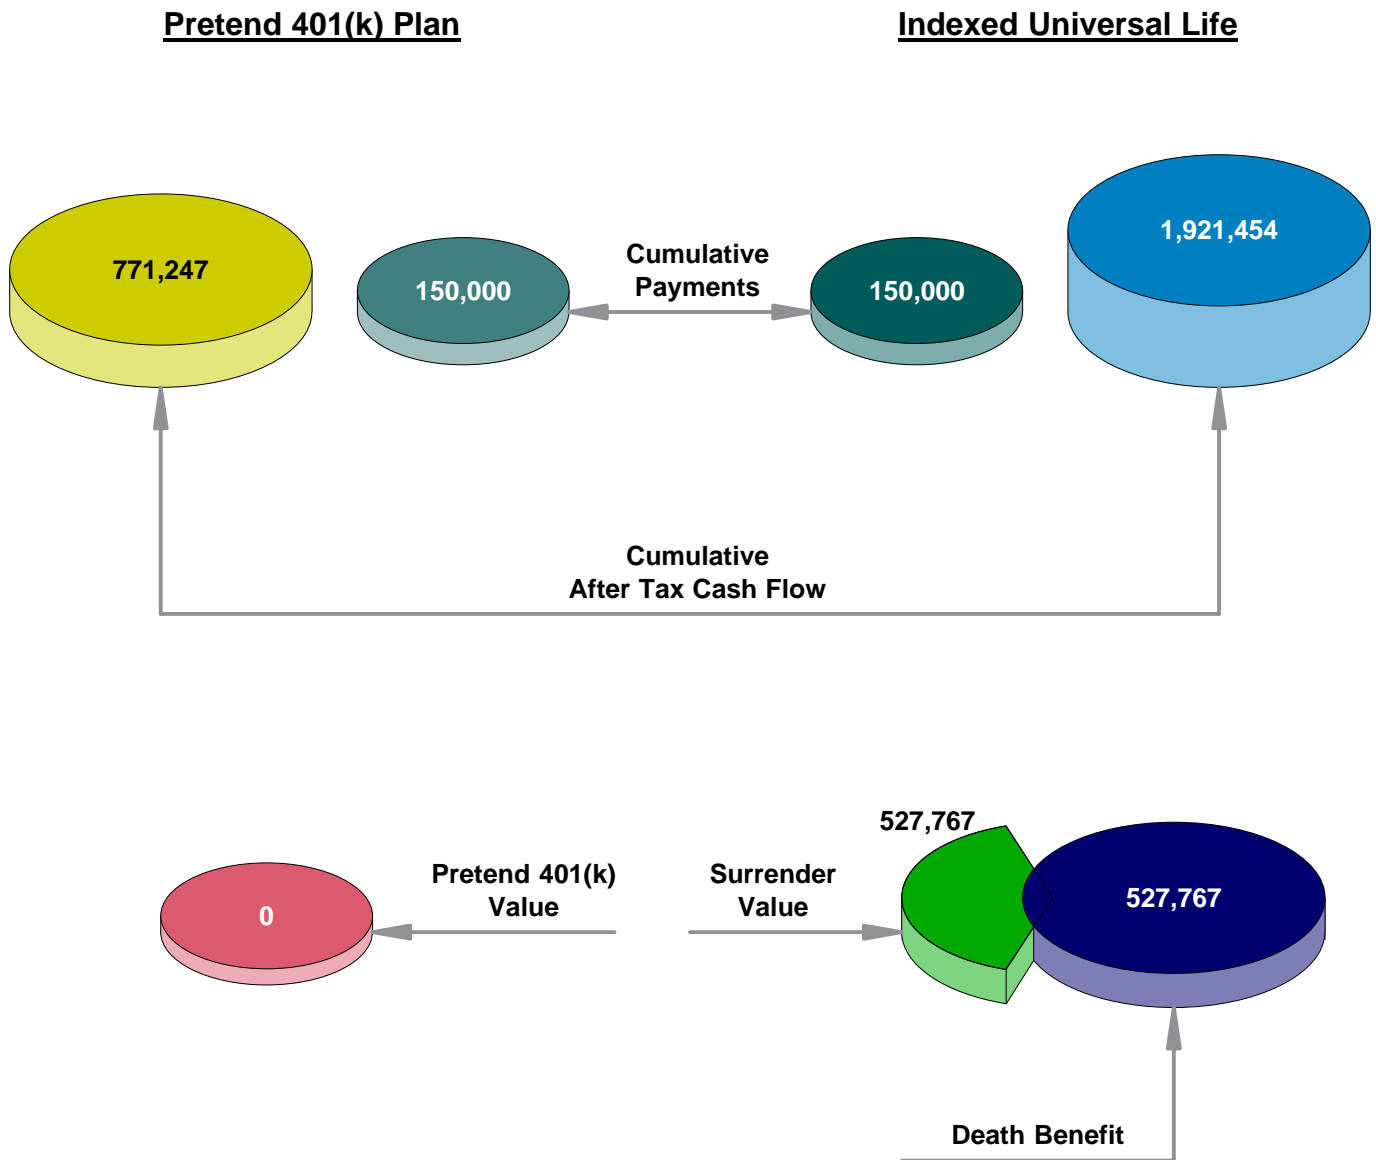 Pretend 401(k) Plan
Indexed Universal Life
771,247
150,000
Cumulative
Payments
150,000
1,921,454
Cumulative
After Tax Cash Flow
0
Pretend 401(k)
Value
Surrender
Value
527,767
527,767
Death Benefit